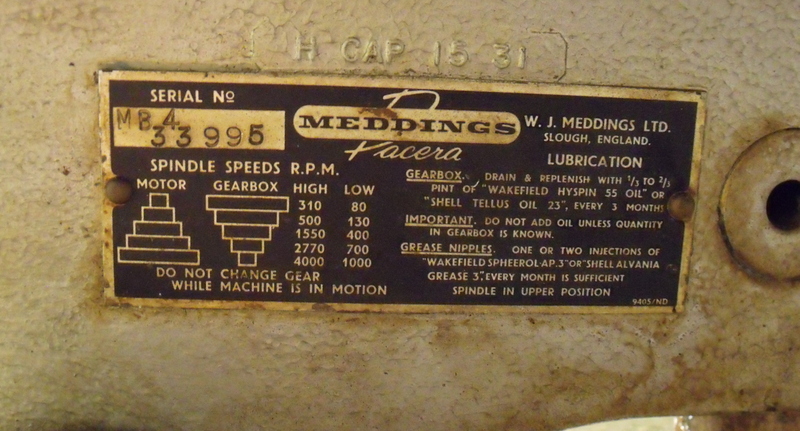 H CAP 15 31
SERIAL Nº
MB 4
33995
MEDDINGS
Pacera
W. J. MEDDINGS LTD.
SLOUGH, ENGLAND.
SPINDLE SPEEDS R.P.M.
MOTOR GEARBOX HIGH LOW
310 80
500 130
1550 400
2770 700
4000 1000
DO NOT CHANGE GEAR
WHILE MACHINE IS IN MOTION
LUBRICATION
GEARBOX. DRAIN & REPLENISH WITH 1/3 TO 2/3
PINT OF "WAKEFIELD HYSPIN 55 OIL" OR
"SHELL TELLUS OIL 23", EVERY 3 MONTHS
IMPORTANT. DO NOT ADD OIL UNLESS QUANTITY
IN GEARBOX IS KNOWN.
GREASE NIPPLES. ONE OR TWO INJECTIONS OF
"WAKEFIELD SPHEEROL-AP.3" OR "SHELL ALVANIA
GREASE 3", EVERY MONTH IS SUFFICIENT
SPINDLE IN UPPER POSITION
9405/ND